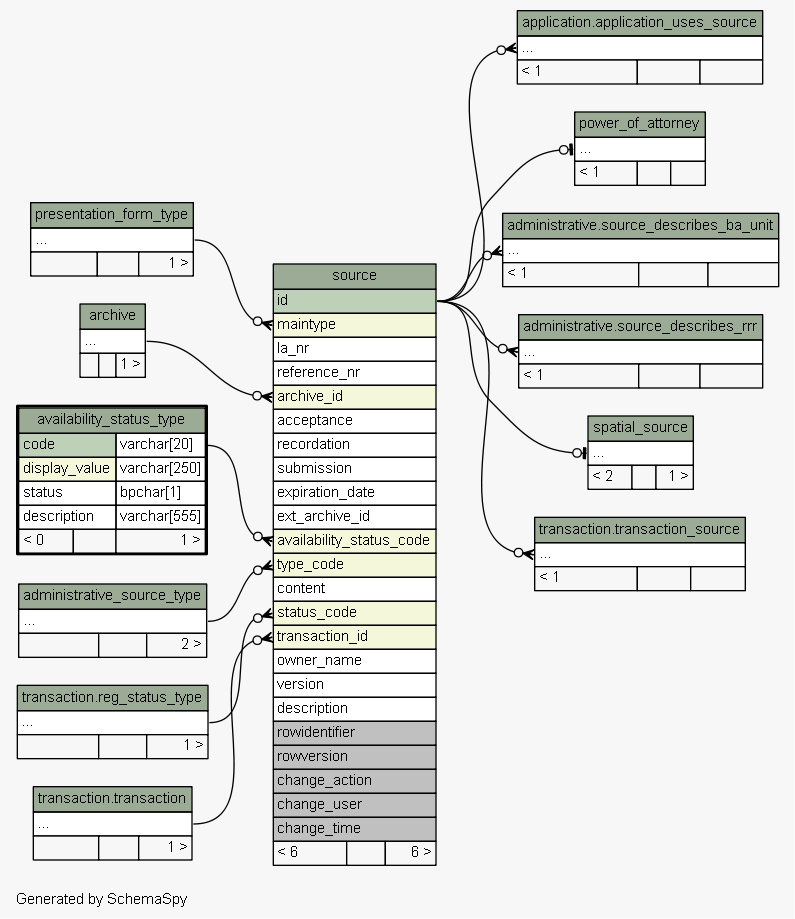 application.application_uses_source
...
< 1
power_of_attorney
...
< 1
presentation_form_type
...
1 >
administrative.source_describes_ba_unit
...
< 1
archive
...
1 >
administrative.source_describes_rrr
...
< 1
availability_status_type
code varchar[20]
display_value varchar[250]
status bpchar[1]
description varchar[555]
< 0 1 >
spatial_source
...
< 2 1 >
transaction.transaction_source
...
< 1
administrative_source_type
...
2 >
transaction.reg_status_type
...
1 >
transaction.transaction
...
1 >
source
id
maintype
la_nr
reference_nr
archive_id
acceptance
recordation
submission
expiration_date
ext_archive_id
availability_status_code
type_code
content
status_code
transaction_id
owner_name
version
description
rowidentifier
rowversion
change_action
change_user
change_time
< 6 6 >
Generated by SchemaSpy